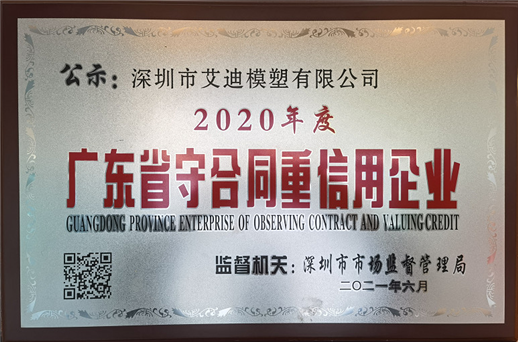 公示：深圳市艾迪模塑有限公司
2020年度
广东省守合同重信用企业
GUANGDONG PROVINCE ENTERPRISE OF OBSERVING CONTRACT AND VALUING CREDIT
监督机关：深圳市市场监督管理局
二〇二一年六月